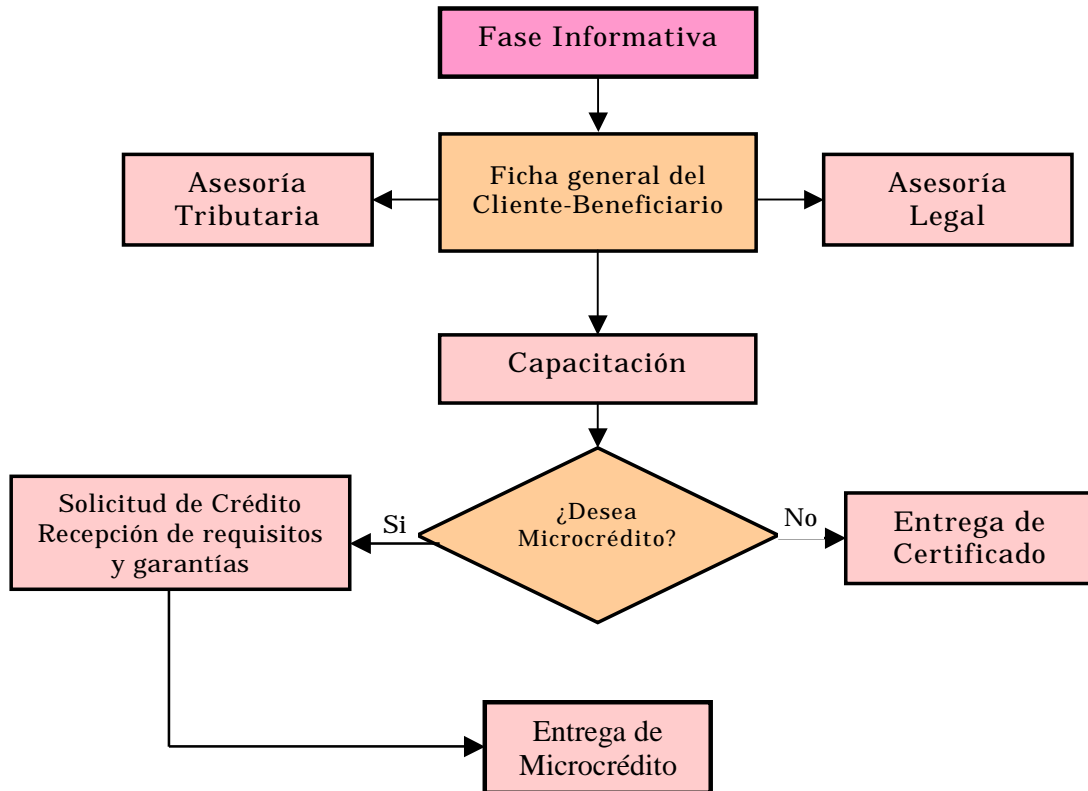 Fase Informativa
Asesoría
Tributaria
Ficha general del
Cliente-Beneficiario
Asesoría
Legal
Capacitación
Solicitud de Crédito
Recepción de requisitos
y garantías
Si
¿Desea
Microcrédito?
No
Entrega de
Certificado
Entrega de
Microcrédito